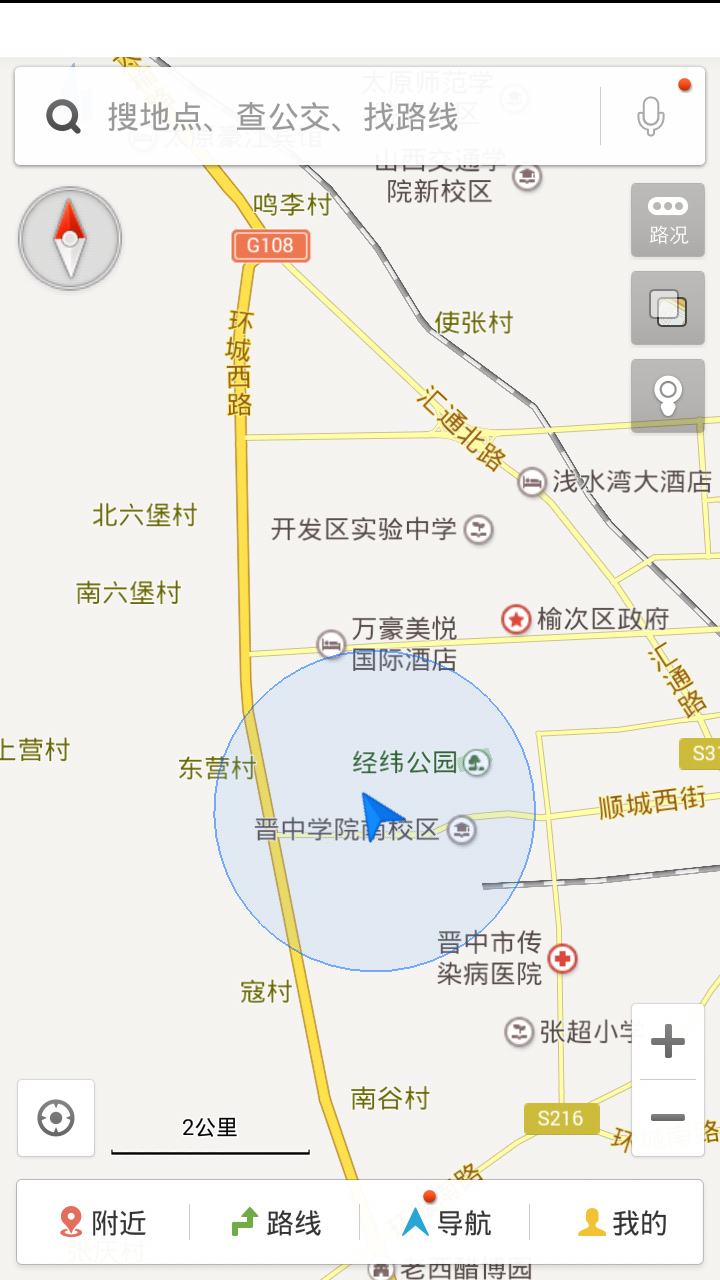 太原师范学
搜地点、查公交、找路线
山西交通学
院新校区
鸣李村
路况
G108
使张村
环城西路
汇通北路
浅水湾大酒店
北六堡村
开发区实验中学
南六堡村
榆次区政府
万豪美悦
国际酒店
汇通路
上营村
东营村
经纬公园
S31
顺城西街
晋中学院南校区
晋中市传
染病医院
寇村
张超小学
南谷村
2公里
S216
附近
路线
导航
我的
张庆村
老西醋博园